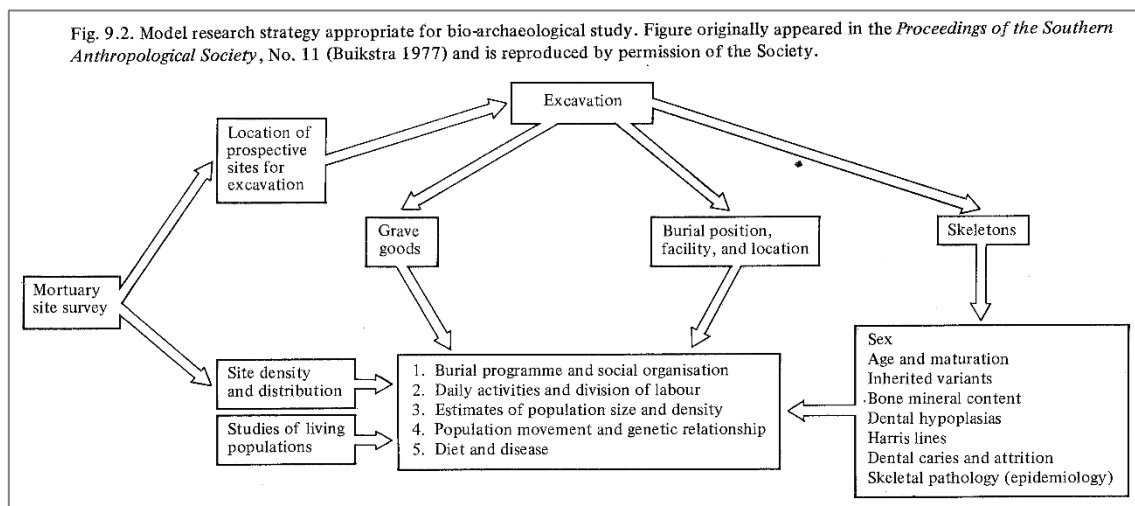 Fig. 9.2. Model research strategy appropriate for bio-archaeological study. Figure originally appeared in the Proceedings of the Southern
Anthropological Society, No. 11 (Buikstra 1977) and is reproduced by permission of the Society.
Excavation
Location of
prospective
sites for
excavation
Grave
goods
Burial position,
facility, and location
Skeletons
Mortuary
site survey
Site density
and distribution
Studies of living
populations
1. Burial programme and social organisation
2. Daily activities and division of labour
3. Estimates of population size and density
4. Population movement and genetic relationship
5. Diet and disease
Sex
Age and maturation
Inherited variants
Bone mineral content
Dental hypoplasias
Harris lines
Dental caries and attrition
Skeletal pathology (epidemiology)